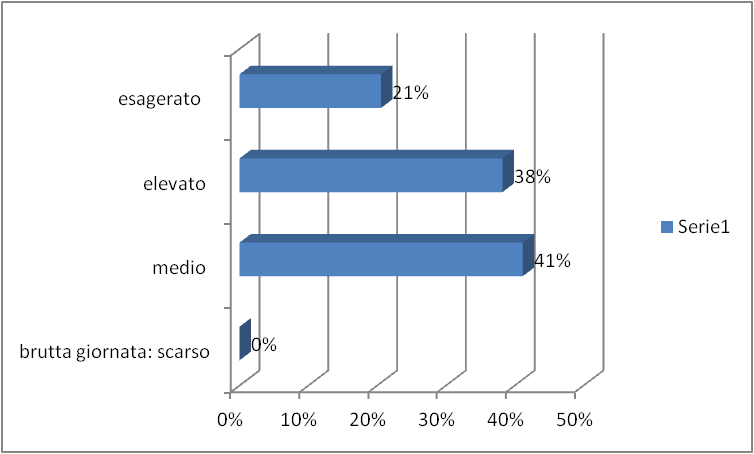 esagerato 21%
elevato 38%
Serie1
medio 41%
brutta giornata: scarso 0%
0% 10% 20% 30% 40% 50%